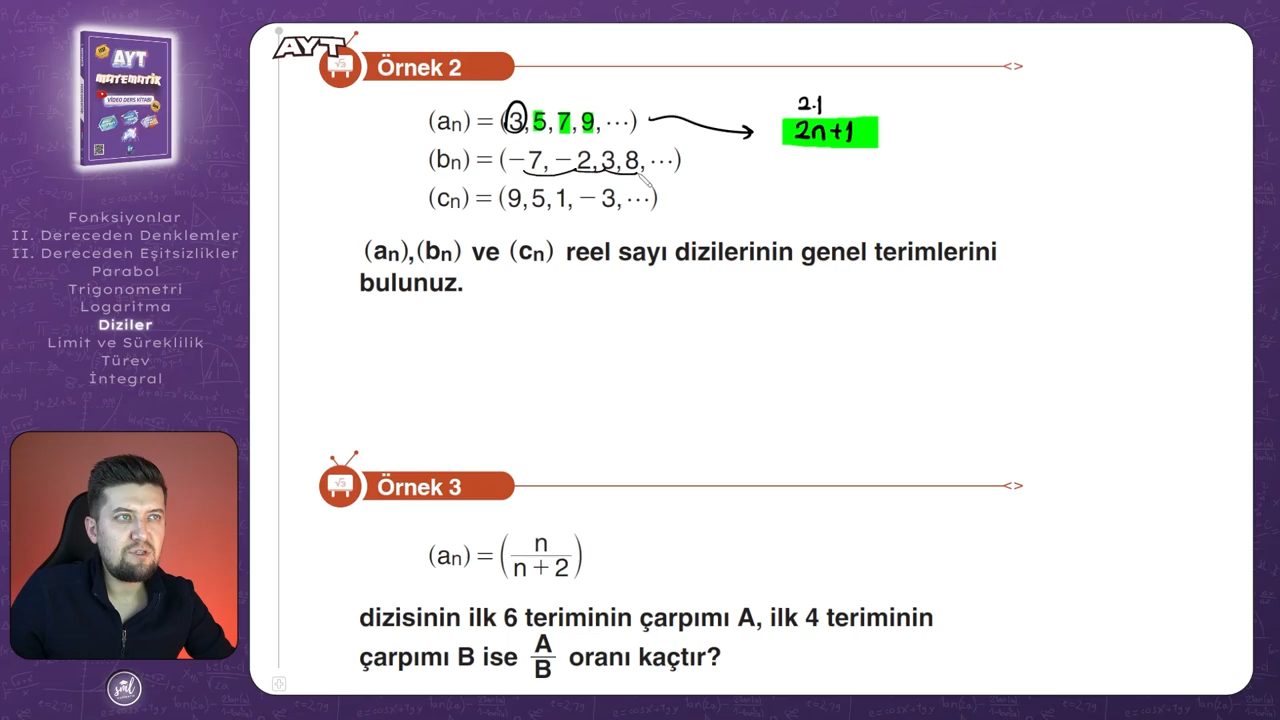 AYT
MATEMATİK
VİDEO DERS KİTABI
Fonksiyonlar
II. Dereceden Denklemler
II. Dereceden Eşitsizlikler
Parabol
Trigonometri
Logaritma
Diziler
Limit ve Süreklilik
Türev
İntegral
sml
AYT
Örnek 2
(an) = (3, 5, 7, 9, ⋯)
2.1
2n+1
(bn) = (−7, −2, 3, 8, ⋯)
(cn) = (9, 5, 1, −3, ⋯)
(an),(bn) ve (cn) reel sayı dizilerinin genel terimlerini
bulunuz.
√3
Örnek 3
(an) = (n/(n + 2))
dizisinin ilk 6 teriminin çarpımı A, ilk 4 teriminin
çarpımı B ise A/B oranı kaçtır?